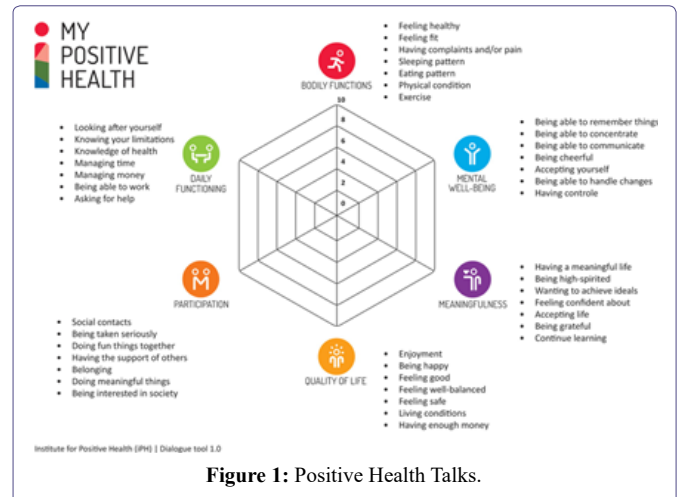 MY
POSITIVE
HEALTH
BODILY FUNCTIONS
Feeling healthy
Feeling fit
Having complaints and/or pain
Sleeping pattern
Eating pattern
Physical condition
Exercise
10
8
6
4
2
0
MENTAL
WELL-BEING
Being able to remember things
Being able to concentrate
Being able to communicate
Being cheerful
Accepting yourself
Being able to handle changes
Having controle
MEANINGFULNESS
Having a meaningful life
Being high-spirited
Wanting to achieve ideals
Feeling confident about
Accepting life
Being grateful
Continue learning
QUALITY OF LIFE
Enjoyment
Being happy
Feeling good
Feeling well-balanced
Feeling safe
Living conditions
Having enough money
PARTICIPATION
Social contacts
Being taken seriously
Doing fun things together
Having the support of others
Belonging
Doing meaningful things
Being interested in society
DAILY
FUNCTIONING
Looking after yourself
Knowing your limitations
Knowledge of health
Managing time
Managing money
Being able to work
Asking for help
Institute for Positive Health (iPH) | Dialogue tool 1.0
Figure 1: Positive Health Talks.